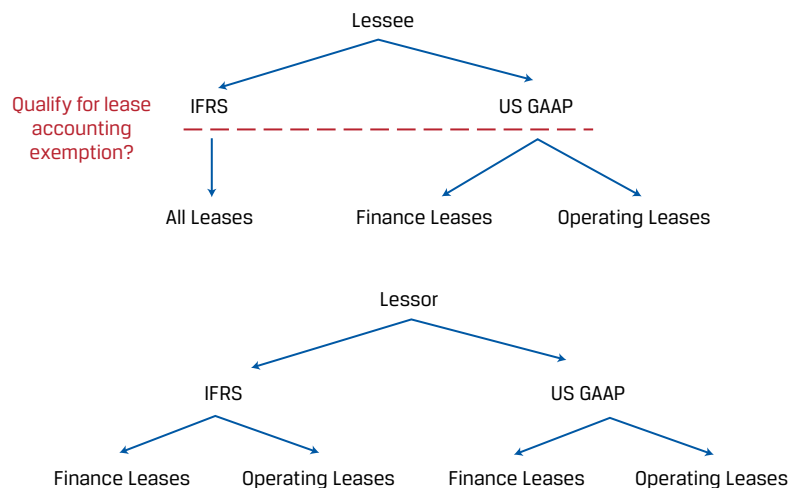 Lessee
Qualify for lease
accounting
exemption?
IFRS
US GAAP
All Leases
Finance Leases
Operating Leases
Lessor
IFRS
US GAAP
Finance Leases
Operating Leases
Finance Leases
Operating Leases